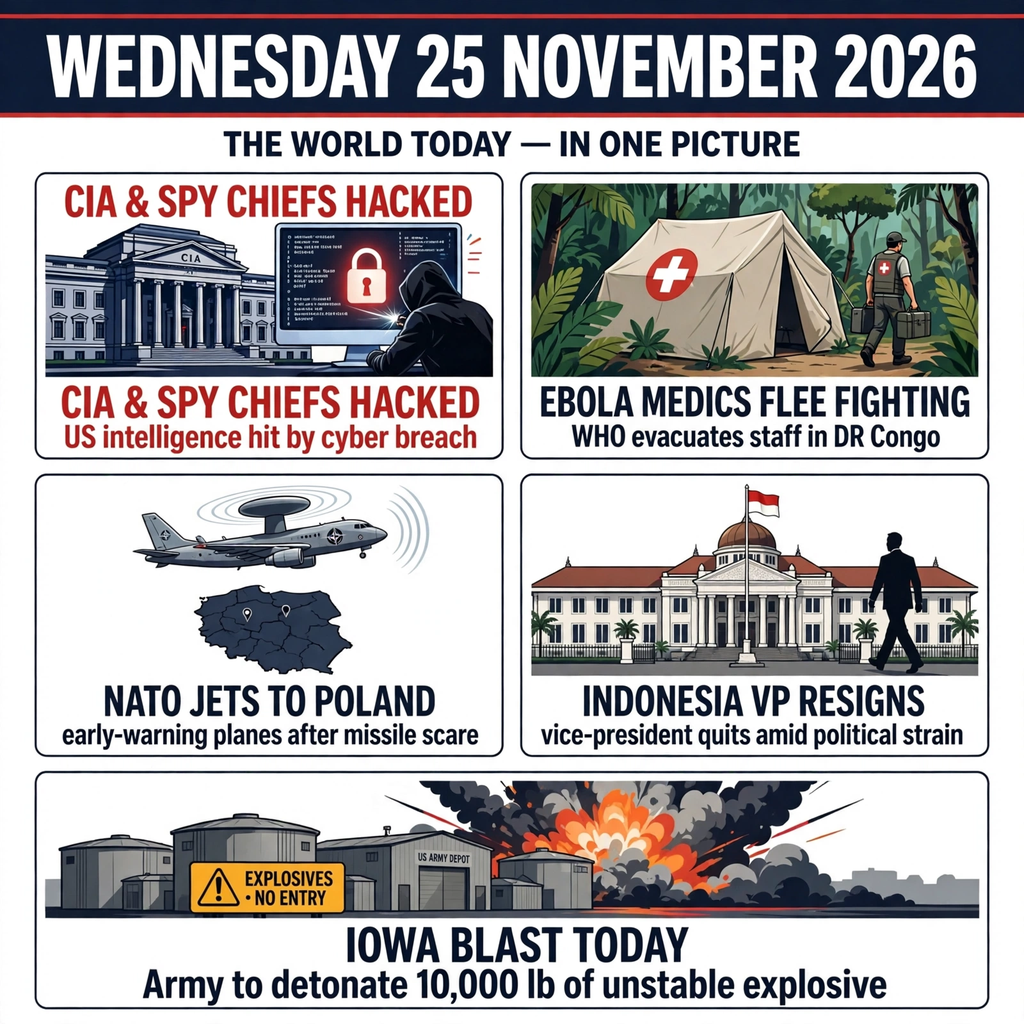 WEDNESDAY 25 NOVEMBER 2026
THE WORLD TODAY — IN ONE PICTURE
CIA & SPY CHIEFS HACKED
CIA
CIA & SPY CHIEFS HACKED
US intelligence hit by cyber breach
EBOLA MEDICS FLEE FIGHTING
WHO evacuates staff in DR Congo
NATO JETS TO POLAND
early-warning planes after missile scare
INDONESIA VP RESIGNS
vice-president quits amid political strain
US ARMY DEPOT
EXPLOSIVES
• NO ENTRY
IOWA BLAST TODAY
Army to detonate 10,000 lb of unstable explosive